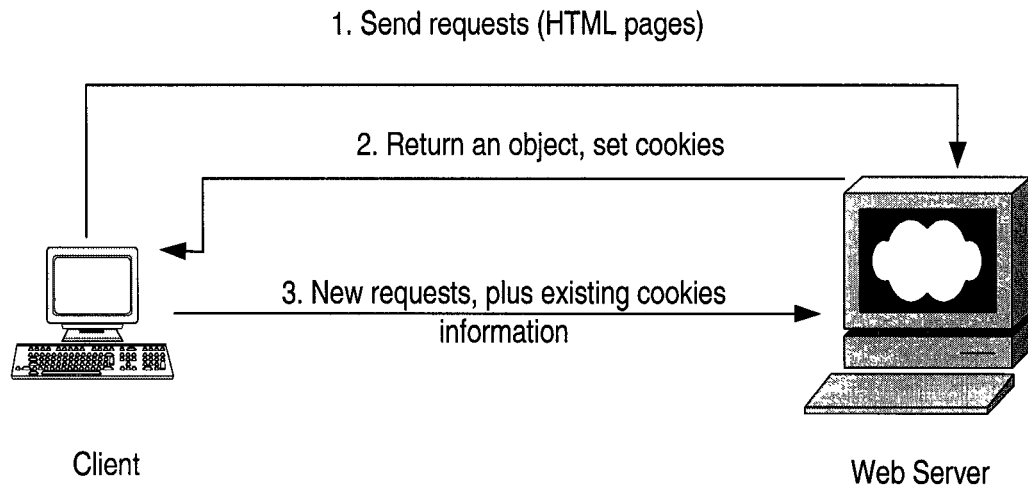 1. Send requests (HTML pages)
2. Return an object, set cookies
3. New requests, plus existing cookies
information
Client
Web Server